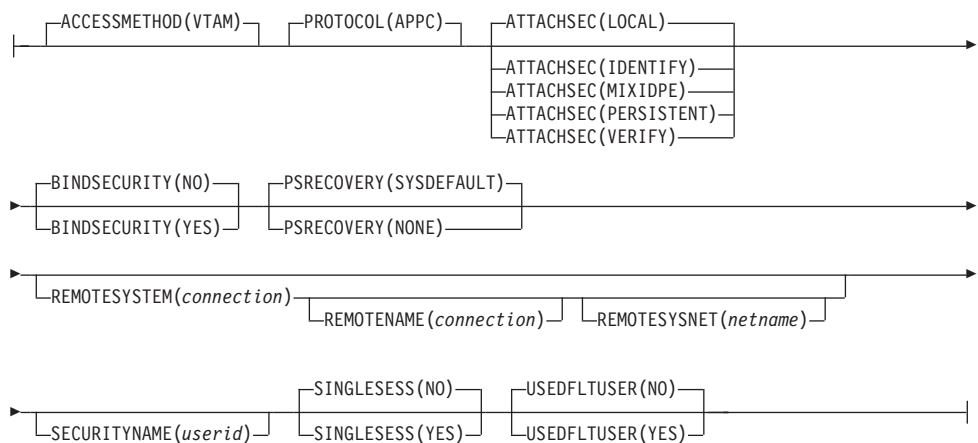 ACCESSMETHOD(VTAM) PROTOCOL(APPC) ATTACHSEC(LOCAL)
ATTACHSEC(IDENTIFY)
ATTACHSEC(MIXIDPE)
ATTACHSEC(PERSISTENT)
ATTACHSEC(VERIFY)
BINDSECURITY(NO) PSRECOVERY(SYSDEFAULT)
BINDSECURITY(YES) PSRECOVERY(NONE)
REMOTESYSTEM(connection)
REMOTENAME(connection) REMOTESYSNET(netname)
SINGLESESS(NO) USEDFLTUSER(NO)
SECURITYNAME(userid) SINGLESESS(YES) USEDFLTUSER(YES)